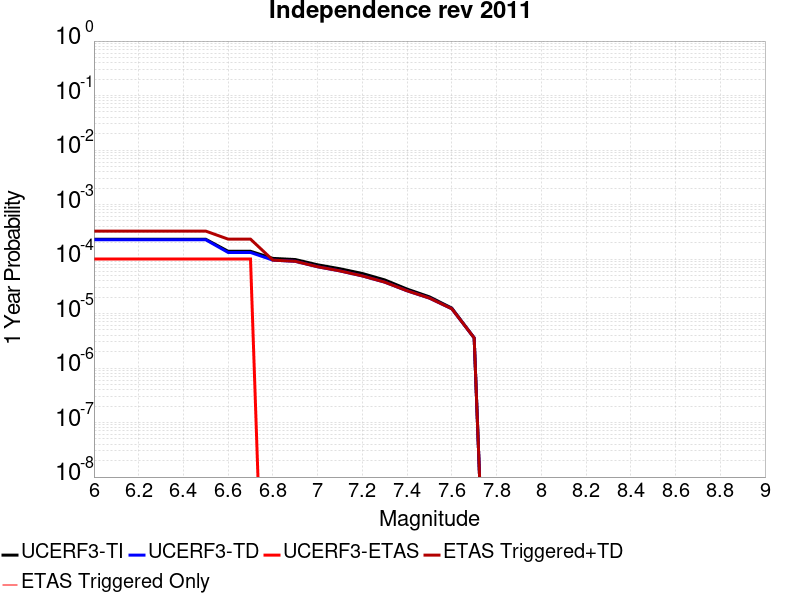 Independence rev 2011
1 Year Probability
10^0
10^-1
10^-2
10^-3
10^-4
10^-5
10^-6
10^-7
10^-8
6 6.2 6.4 6.6 6.8 7 7.2 7.4 7.6 7.8 8 8.2 8.4 8.6 8.8 9
Magnitude
UCERF3-TI UCERF3-TD UCERF3-ETAS ETAS Triggered+TD
ETAS Triggered Only